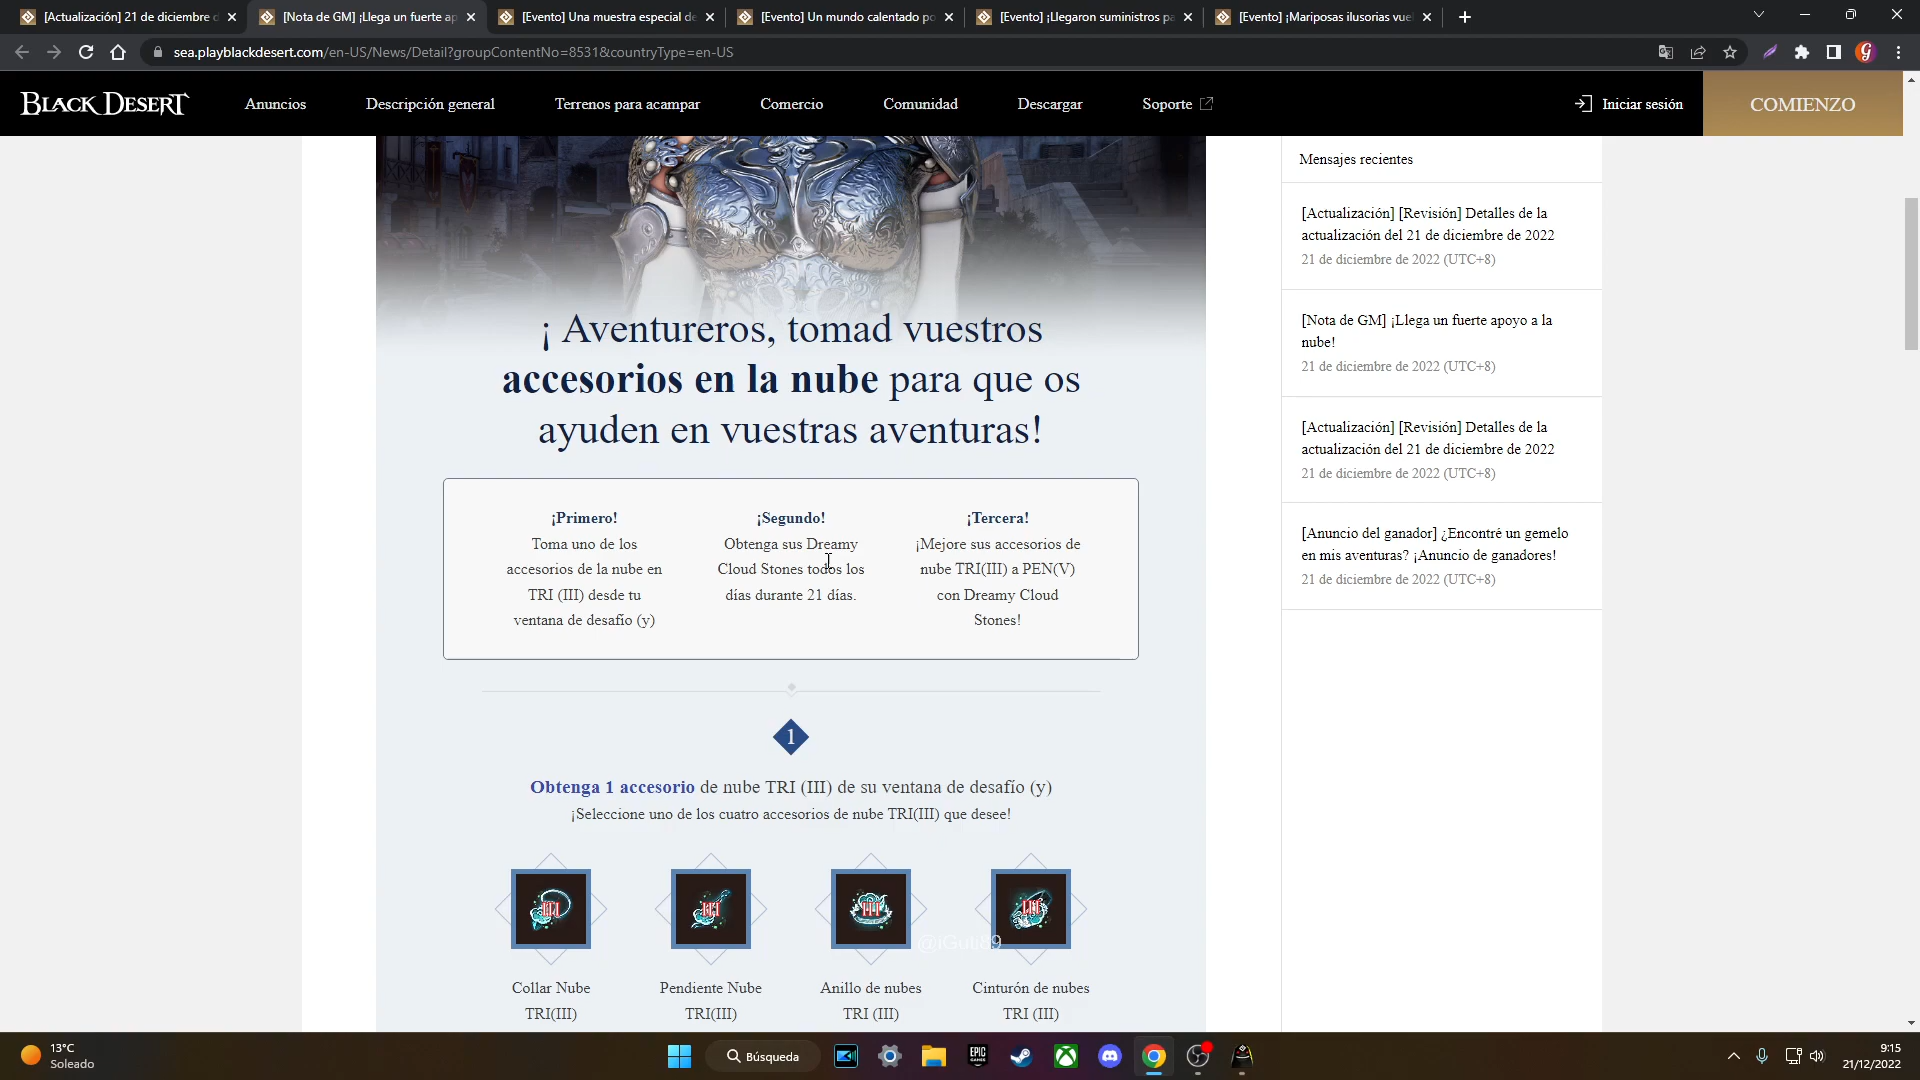 [Actualización] 21 de diciembre d
[Nota de GM] ¡Llega un fuerte ap
[Evento] Una muestra especial de
[Evento] Un mundo calentado po
[Evento] ¡Llegaron suministros pa
[Evento] ¡Mariposas ilusorias vue
sea.playblackdesert.com/en-US/News/Detail?groupContentNo=8531&countryType=en-US
BLACK DESERT
Anuncios
Descripción general
Terrenos para acampar
Comercio
Comunidad
Descargar
Soporte
Iniciar sesión
COMIENZO
¡ Aventureros, tomad vuestros
accesorios en la nube para que os
ayuden en vuestras aventuras!
¡Primero!
Toma uno de los
accesorios de la nube en
TRI (III) desde tu
ventana de desafío (y)
¡Segundo!
Obtenga sus Dreamy
Cloud Stones todos los
días durante 21 días.
¡Tercera!
¡Mejore sus accesorios de
nube TRI(III) a PEN(V)
con Dreamy Cloud
Stones!
1
Obtenga 1 accesorio de nube TRI (III) de su ventana de desafío (y)
¡Seleccione uno de los cuatro accesorios de nube TRI(III) que desee!
III
III
III
III
@iGuti89
Collar Nube
TRI(III)
Pendiente Nube
TRI(III)
Anillo de nubes
TRI (III)
Cinturón de nubes
TRI (III)
Mensajes recientes
[Actualización] [Revisión] Detalles de la
actualización del 21 de diciembre de 2022
21 de diciembre de 2022 (UTC+8)
[Nota de GM] ¡Llega un fuerte apoyo a la
nube!
21 de diciembre de 2022 (UTC+8)
[Actualización] [Revisión] Detalles de la
actualización del 21 de diciembre de 2022
21 de diciembre de 2022 (UTC+8)
[Anuncio del ganador] ¿Encontré un gemelo
en mis aventuras? ¡Anuncio de ganadores!
21 de diciembre de 2022 (UTC+8)
13°C
Soleado
Búsqueda
EPIC
GAMES
9:15
21/12/2022